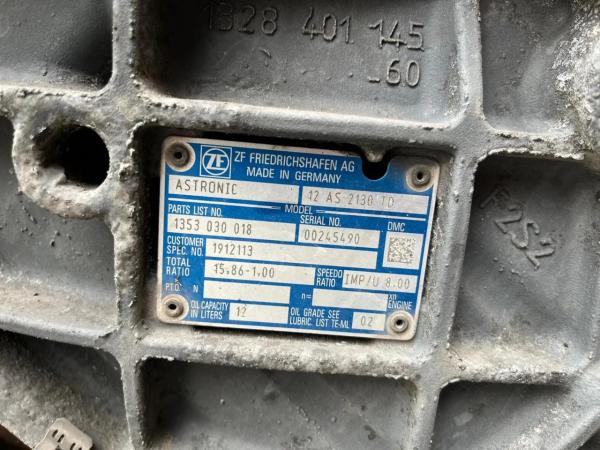 1328 401 145
-60
ZF FRIEDRICHSHAFEN AG
MADE IN GERMANY
ASTRONIC 12 AS 2130 TD
PARTS LIST NO. MODEL SERIAL NO. DMC
1353 030 018 00245490
CUSTOMER SPEC. NO. 1912113
TOTAL RATIO 15.86-1.00 SPEEDO RATIO IMP/U 8.00
PTO: N n= xn ENGINE
OIL CAPACITY IN LITERS 12 OIL GRADE SEE LUBRIC. LIST TE-ML 02